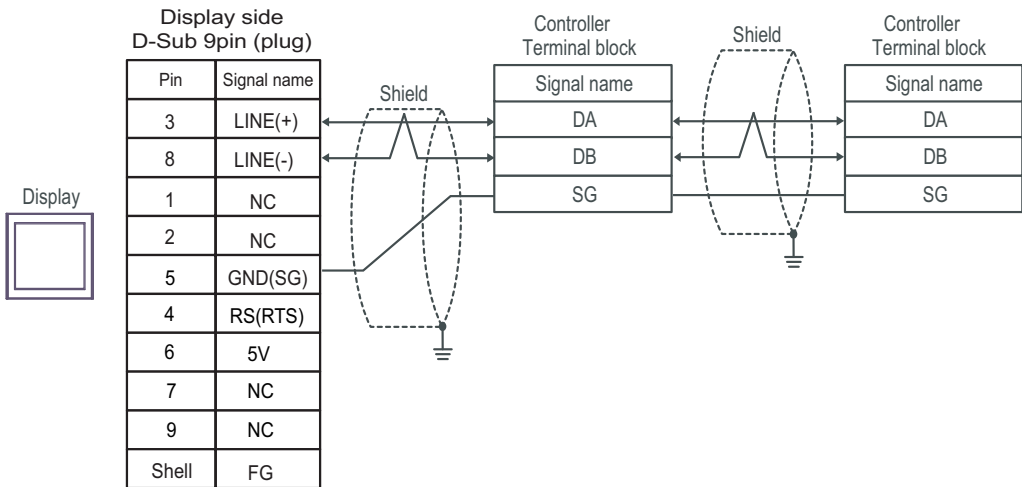 Display side
D-Sub 9pin (plug)
Pin Signal name
3 LINE(+)
8 LINE(-)
1 NC
2 NC
5 GND(SG)
4 RS(RTS)
6 5V
7 NC
9 NC
Shell FG
Display
Shield
Controller
Terminal block
Signal name
DA
DB
SG
Shield
Controller
Terminal block
Signal name
DA
DB
SG